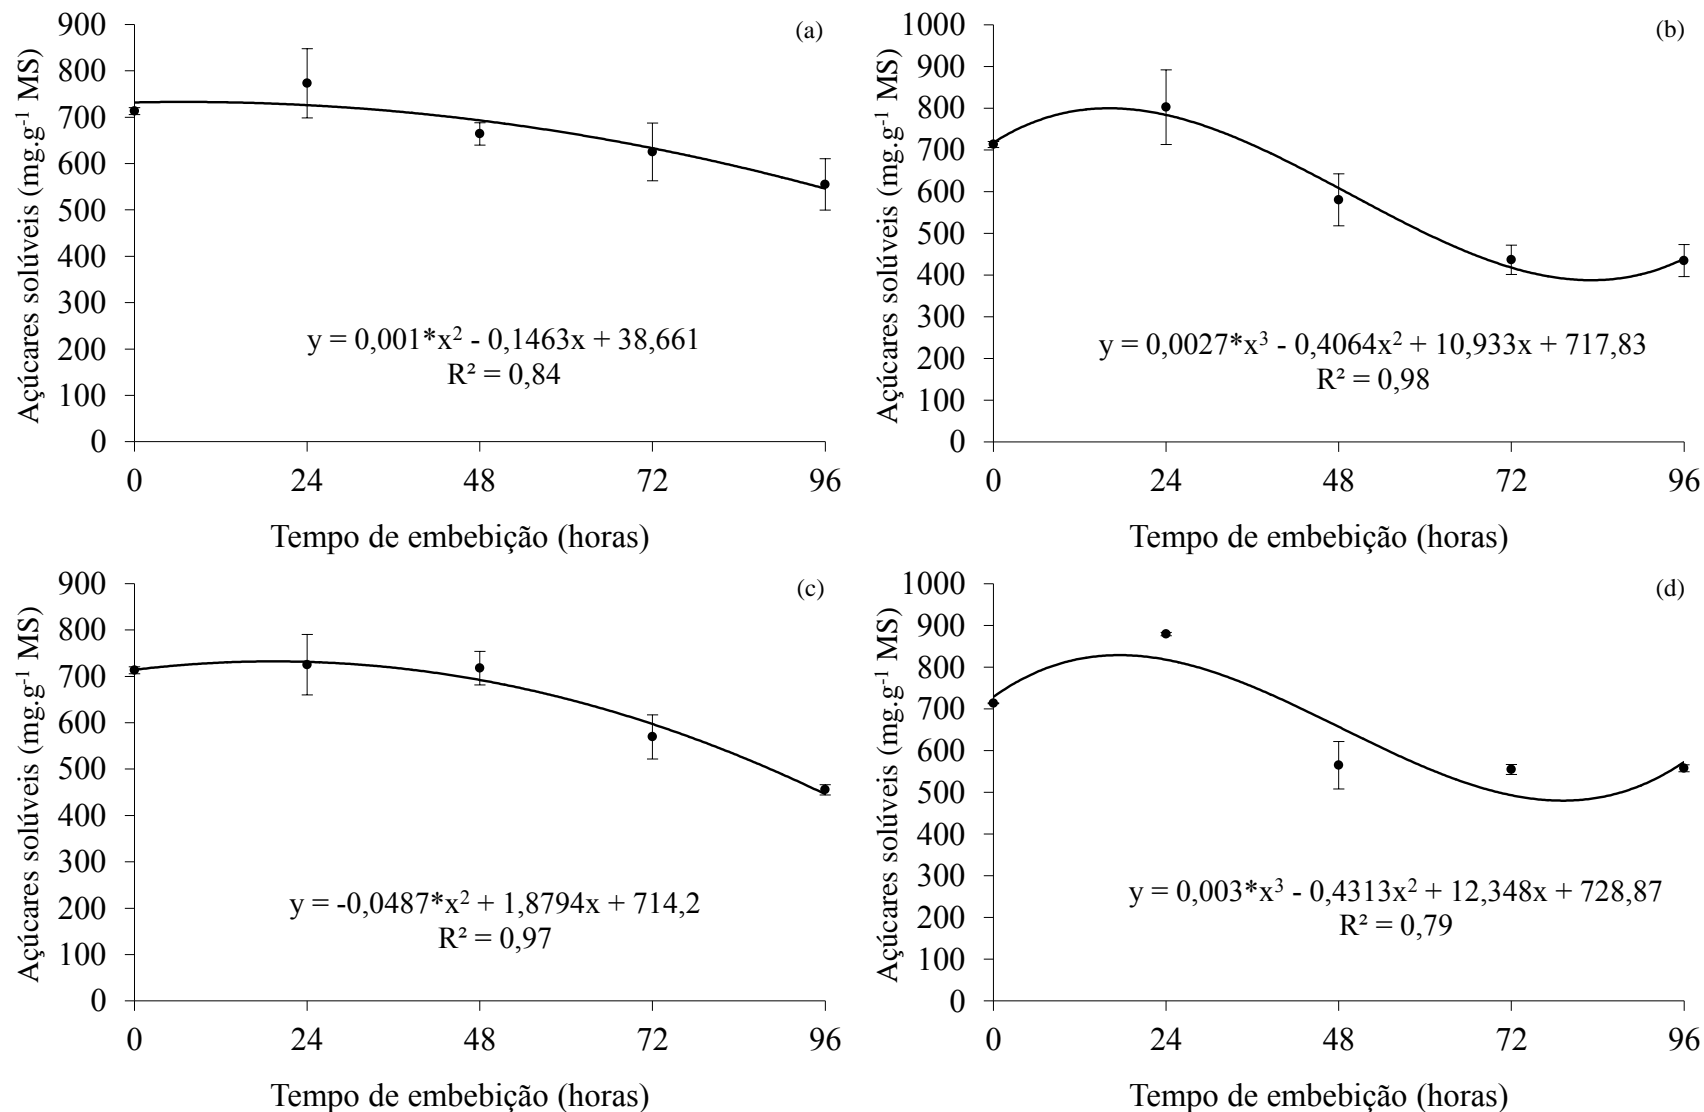 (a)
Açúcares solúveis (mg.g⁻¹ MS)
900
800
700
600
500
400
300
200
100
0
y = 0,001*x² - 0,1463x + 38,661
R² = 0,84
0 24 48 72 96
Tempo de embebição (horas)
(b)
Açúcares solúveis (mg.g⁻¹ MS)
1000
900
800
700
600
500
400
300
200
100
0
y = 0,0027*x³ - 0,4064x² + 10,933x + 717,83
R² = 0,98
0 24 48 72 96
Tempo de embebição (horas)
(c)
Açúcares solúveis (mg.g⁻¹ MS)
900
800
700
600
500
400
300
200
100
0
y = -0,0487*x² + 1,8794x + 714,2
R² = 0,97
0 24 48 72 96
Tempo de embebição (horas)
(d)
Açúcares solúveis (mg.g⁻¹ MS)
1000
900
800
700
600
500
400
300
200
100
0
y = 0,003*x³ - 0,4313x² + 12,348x + 728,87
R² = 0,79
0 24 48 72 96
Tempo de embebição (horas)